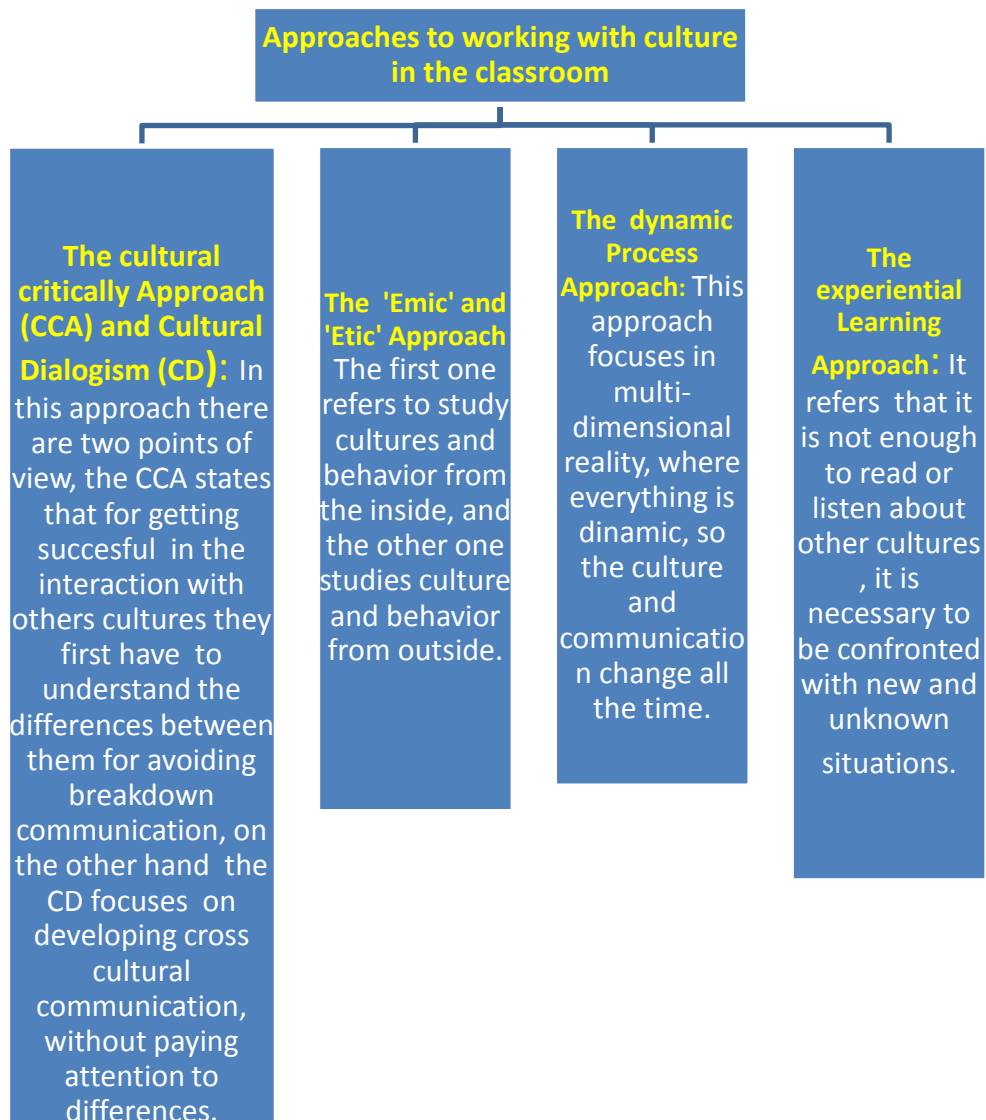 Approaches to working with culture
in the classroom
The cultural
critically Approach
(CCA) and Cultural
Dialogism (CD): In
this approach there
are two points of
view, the CCA states
that for getting
succesful in the
interaction with
others cultures they
first have to
understand the
differences between
them for avoiding
breakdown
communication, on
the other hand the
CD focuses on
developing cross
cultural
communication,
without paying
attention to
differences.
The 'Emic' and
'Etic' Approach
The first one
refers to study
cultures and
behavior from
the inside, and
the other one
studies culture
and behavior
from outside.
The dynamic
Process
Approach: This
approach
focuses in
multi-
dimensional
reality, where
everything is
dinamic, so
the culture
and
communicatio
n change all
the time.
The
experiential
Learning
Approach: It
refers that it
is not enough
to read or
listen about
other cultures
, it is
necessary to
be confronted
with new and
unknown
situations.